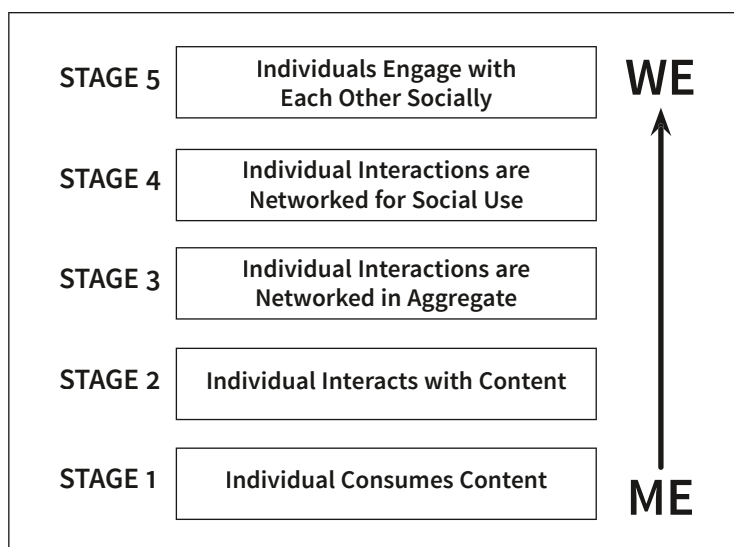 STAGE 5
Individuals Engage with
Each Other Socially
WE
STAGE 4
Individual Interactions are
Networked for Social Use
STAGE 3
Individual Interactions are
Networked in Aggregate
STAGE 2
Individual Interacts with Content
STAGE 1
Individual Consumes Content
ME